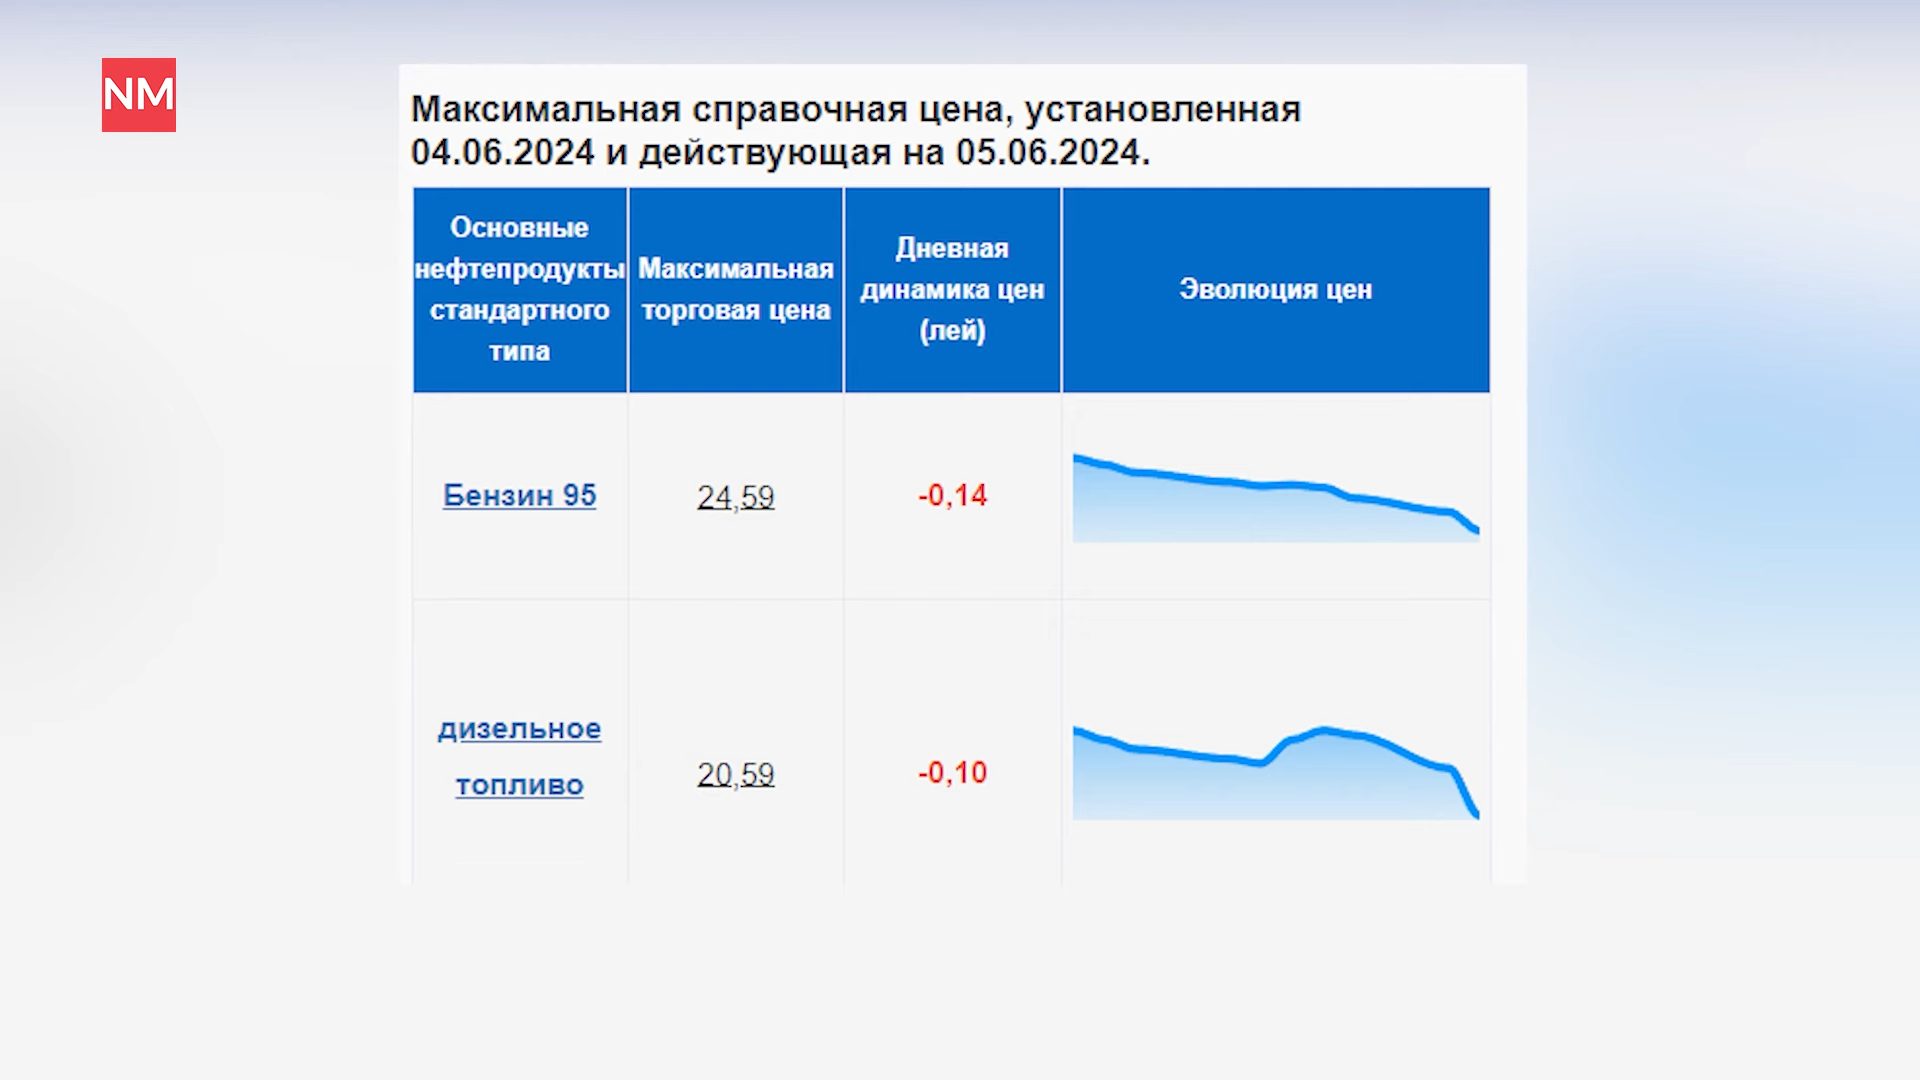 NM
Максимальная справочная цена, установленная
04.06.2024 и действующая на 05.06.2024.
Основные
нефтепродукты
стандартного
типа
Максимальная
торговая цена
Дневная
динамика цен
(лей)
Эволюция цен
Бензин 95
24,59
-0,14
дизельное
топливо
20,59
-0,10